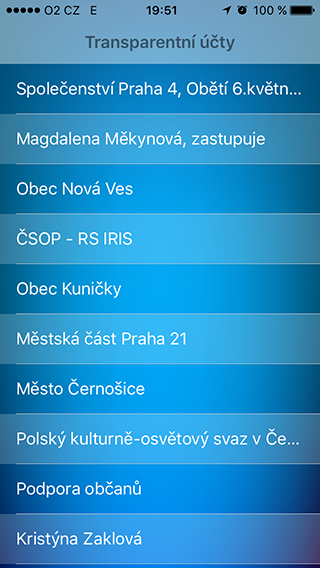 O2 CZ E 19:51 100 %
Transparentní účty
Společenství Praha 4, Obětí 6.květn...
Magdalena Měkynová, zastupuje
Obec Nová Ves
ČSOP - RS IRIS
Obec Kuničky
Městská část Praha 21
Město Černošice
Polský kulturně-osvětový svaz v Če...
Podpora občanů
Kristýna Zaklová